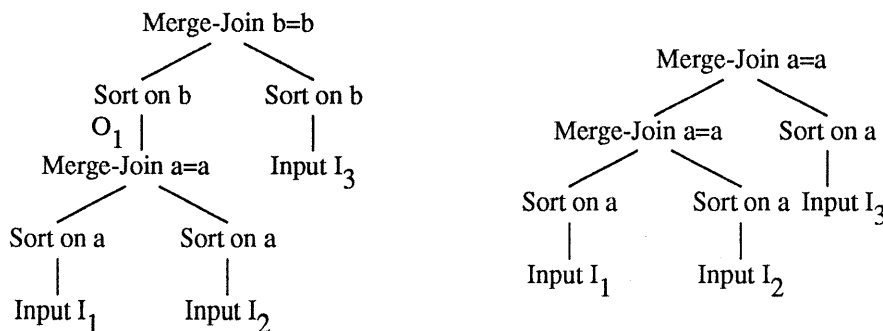 Merge-Join b=b
Sort on b Sort on b
O1
Merge-Join a=a Input I3
Sort on a Sort on a
Input I1 Input I2
Merge-Join a=a
Merge-Join a=a Sort on a
Sort on a Sort on a Input I3
Input I1 Input I2